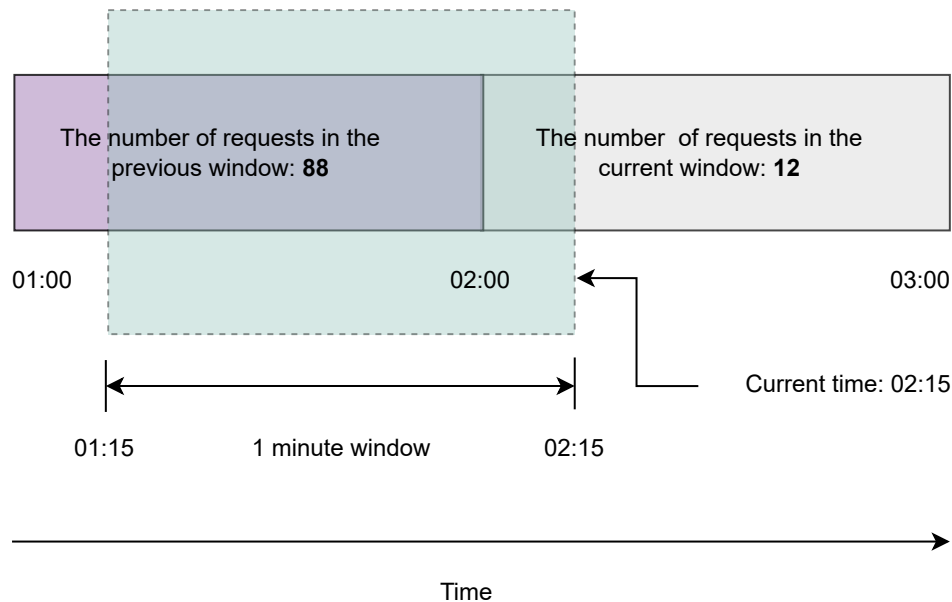 The number of requests in the
previous window: 88
The number  of requests in the
current window: 12
01:00
02:00
03:00
Current time: 02:15
01:15
1 minute window
02:15
Time